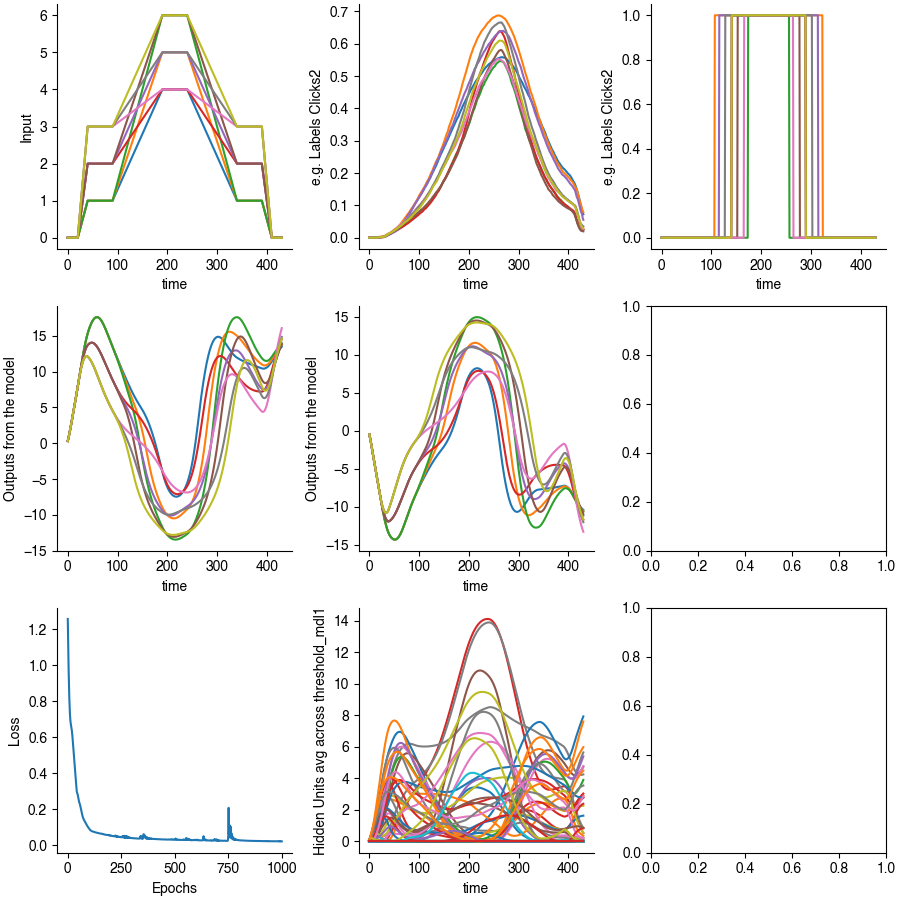 6
5
4
3
2
1
0
Input
0 100 200 300 400
time
0.7
0.6
0.5
0.4
0.3
0.2
0.1
0.0
e.g. Labels Clicks2
0 100 200 300 400
time
1.0
0.8
0.6
0.4
0.2
0.0
e.g. Labels Clicks2
0 100 200 300 400
time
15
10
5
0
−5
−10
−15
Outputs from the model
0 100 200 300 400
time
15
10
5
0
−5
−10
−15
Outputs from the model
0 100 200 300 400
time
1.0
0.8
0.6
0.4
0.2
0.0
0.0 0.2 0.4 0.6 0.8 1.0
1.2
1.0
0.8
0.6
0.4
0.2
0.0
Loss
0 250 500 750 1000
Epochs
14
12
10
8
6
4
2
0
Hidden Units avg across threshold_mdl1
0 100 200 300 400
time
1.0
0.8
0.6
0.4
0.2
0.0
0.0 0.2 0.4 0.6 0.8 1.0